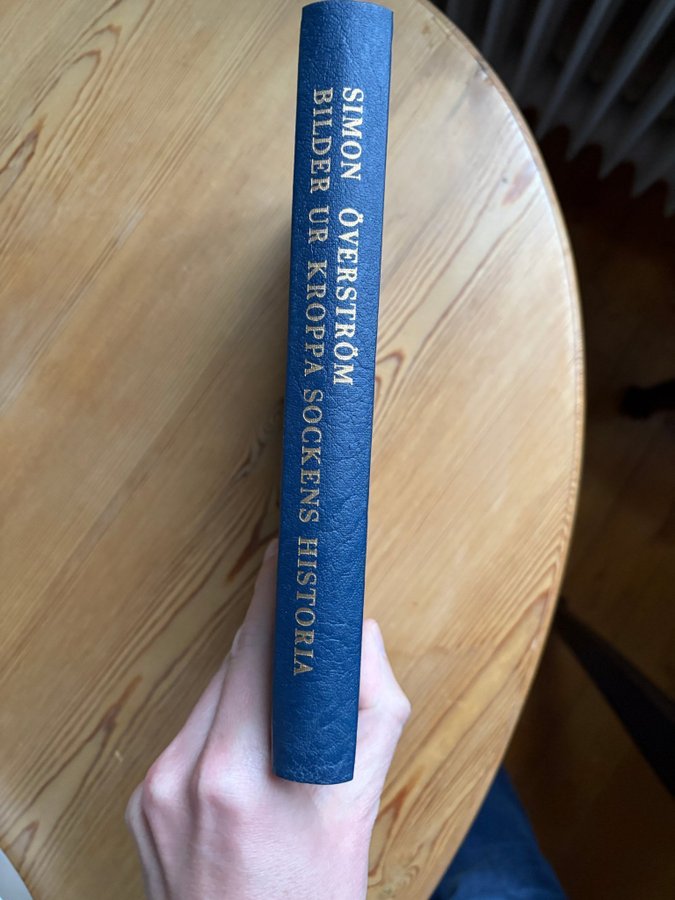 SIMON ÖVERSTRÖM
BILDER UR KROPPA SOCKENS HISTORIA